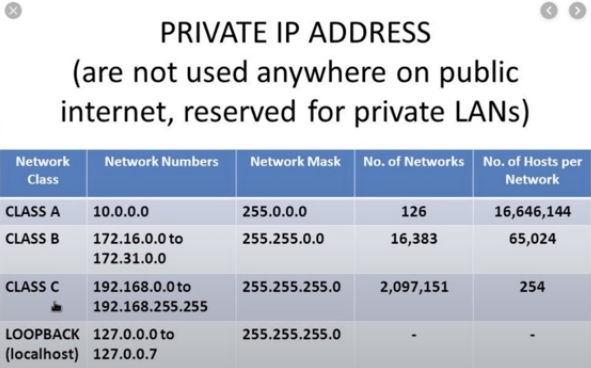 PRIVATE IP ADDRESS
(are not used anywhere on public
internet, reserved for private LANs)
Network Class Network Numbers Network Mask No. of Networks No. of Hosts per Network
CLASS A 10.0.0.0 255.0.0.0 126 16,646,144
CLASS B 172.16.0.0 to 172.31.0.0 255.255.0.0 16,383 65,024
CLASS C 192.168.0.0 to 192.168.255.255 255.255.255.0 2,097,151 254
LOOPBACK (localhost) 127.0.0.0 to 127.0.0.7 255.255.255.0 - -